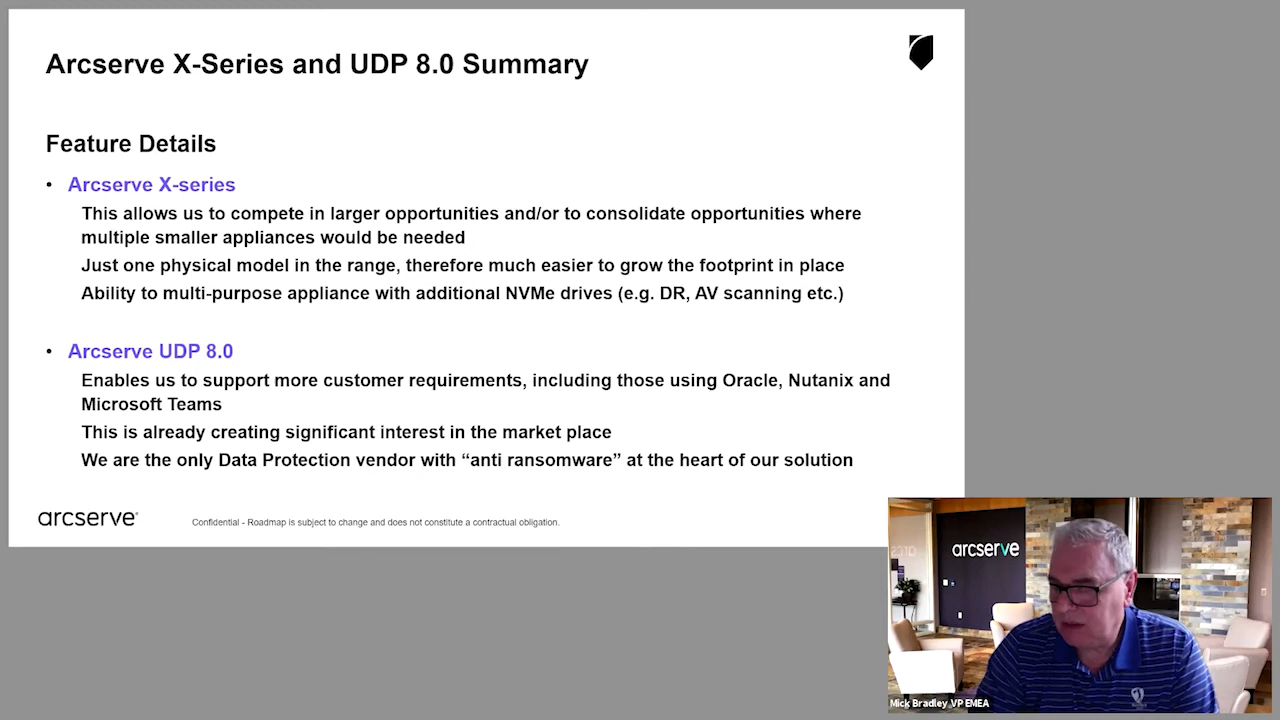 Arcserve X-Series and UDP 8.0 Summary
Feature Details
• Arcserve X-series
This allows us to compete in larger opportunities and/or to consolidate opportunities where
multiple smaller appliances would be needed
Just one physical model in the range, therefore much easier to grow the footprint in place
Ability to multi-purpose appliance with additional NVMe drives (e.g. DR, AV scanning etc.)
• Arcserve UDP 8.0
Enables us to support more customer requirements, including those using Oracle, Nutanix and
Microsoft Teams
This is already creating significant interest in the market place
We are the only Data Protection vendor with “anti ransomware” at the heart of our solution
arcserve®
Confidential - Roadmap is subject to change and does not constitute a contractual obligation.
arcserve
Mick Bradley VP EMEA